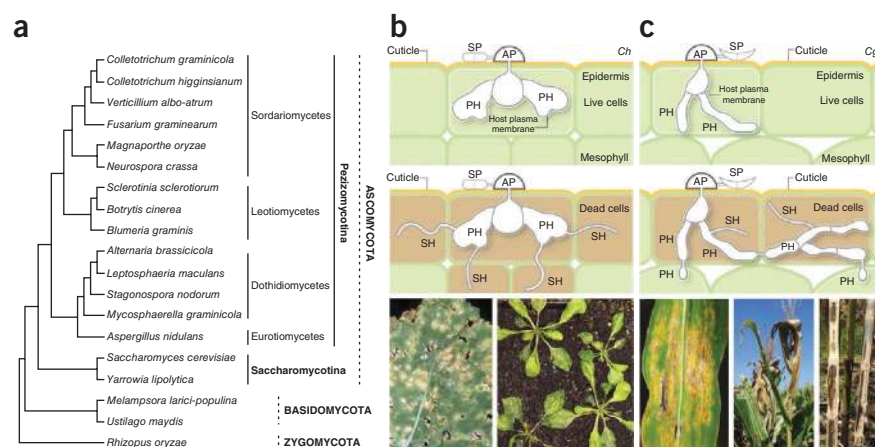 a
Colletotrichum graminicola
Colletotrichum higginsianum
Verticillium albo-atrum
Fusarium graminearum
Magnaporthe oryzae
Neurospora crassa
Sclerotinia sclerotiorum
Botrytis cinerea
Blumeria graminis
Alternaria brassicicola
Leptosphaeria maculans
Stagonospora nodorum
Mycosphaerella graminicola
Aspergillus nidulans
Saccharomyces cerevisiae
Yarrowia lipolytica
Melampsora larici-populina
Ustilago maydis
Rhizopus oryzae
Sordariomycetes
Leotiomycetes
Dothidiomycetes
Eurotiomycetes
Saccharomycotina
BASIDOMYCOTA
ZYGOMYCOTA
Pezizomycotina
ASCOMYCOTA
b
Cuticle
SP
AP
Ch
Epidermis
Live cells
PH
PH
Host plasma
membrane
Mesophyll
Cuticle
SP
AP
Dead cells
SH
PH
PH
SH
SH
SH
c
AP
SP
Cuticle
Cg
Epidermis
Host plasma
membrane
Live cells
PH
PH
Mesophyll
AP
SP
Cuticle
Dead cells
SH
SH
PH
PH
PH
PH
PH